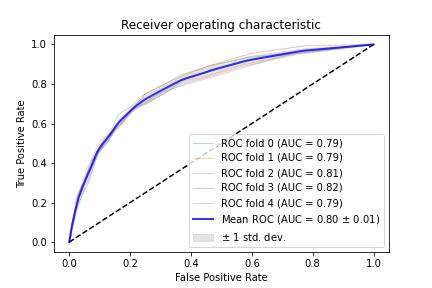 Receiver operating characteristic
True Positive Rate
1.0
0.8
0.6
0.4
0.2
0.0
ROC fold 0 (AUC = 0.79)
ROC fold 1 (AUC = 0.79)
ROC fold 2 (AUC = 0.81)
ROC fold 3 (AUC = 0.82)
ROC fold 4 (AUC = 0.79)
Mean ROC (AUC = 0.80 ± 0.01)
± 1 std. dev.
0.0 0.2 0.4 0.6 0.8 1.0
False Positive Rate